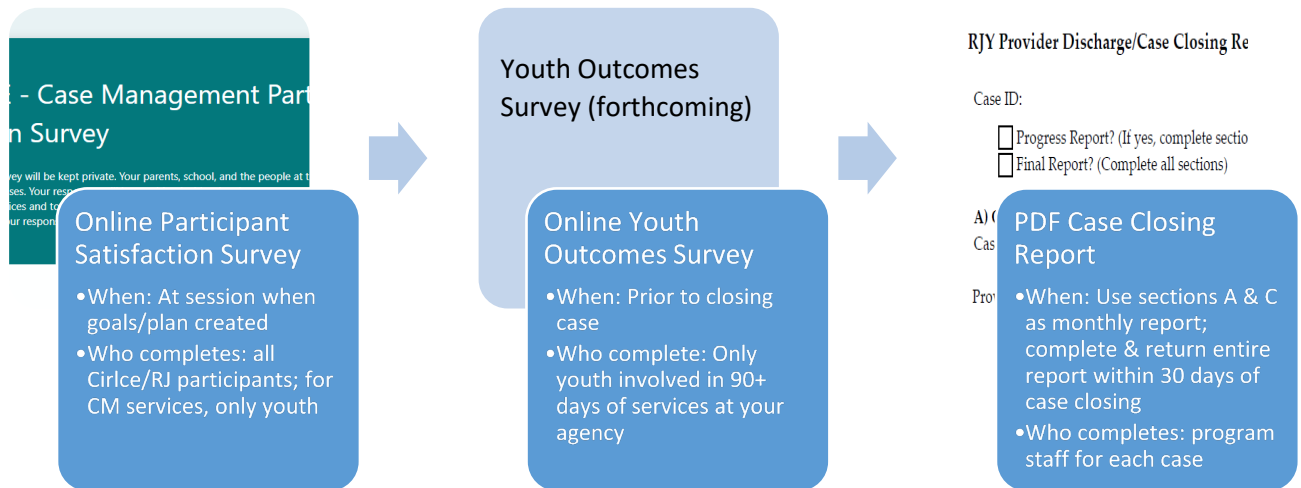 - Case Management Part
n Survey
vey will be kept private. Your parents, school, and the people at t
ses. Your resp
ices and to
ur respon
Online Participant
Satisfaction Survey
•When: At session when
goals/plan created
•Who completes: all
Cirlce/RJ participants; for
CM services, only youth
Youth Outcomes
Survey (forthcoming)
Online Youth
Outcomes Survey
•When: Prior to closing
case
•Who complete: Only
youth involved in 90+
days of services at your
agency
RJY Provider Discharge/Case Closing Re
Case ID:
Progress Report? (If yes, complete sectio
Final Report? (Complete all sections)
A) 
Cas
Prov
PDF Case Closing
Report
•When: Use sections A & C
as monthly report;
complete & return entire
report within 30 days of
case closing
•Who completes: program
staff for each case